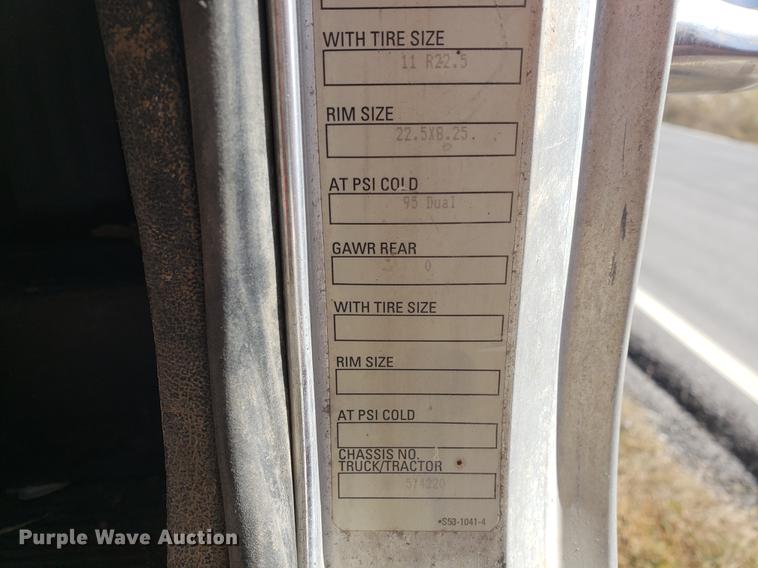 WITH TIRE SIZE
11 R22.5
RIM SIZE
22.5X8.25
AT PSI COLD
95 Dual
GAWR REAR
0
WITH TIRE SIZE
RIM SIZE
AT PSI COLD
CHASSIS NO.
TRUCK/TRACTOR
574220
*S53-1041-4
Purple Wave Auction